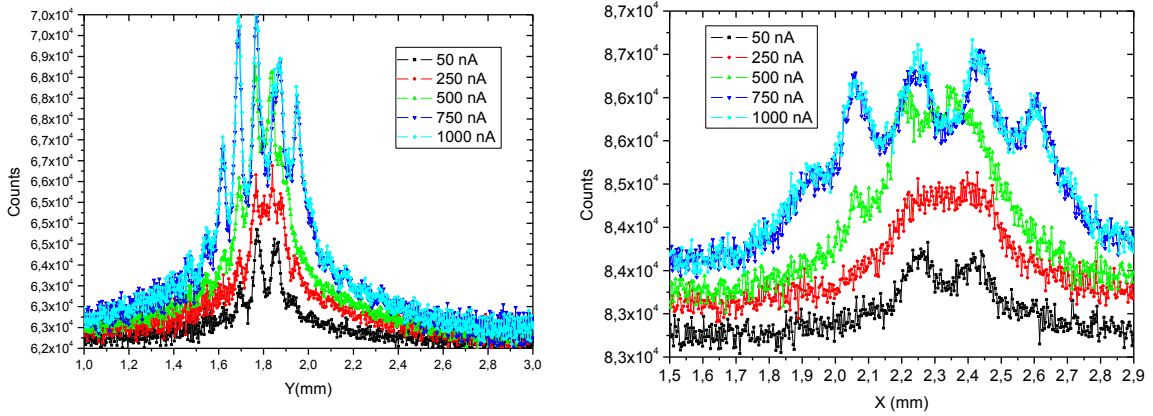 7,0x10⁴
7,0x10⁴
6,9x10⁴
6,8x10⁴
6,8x10⁴
6,7x10⁴
6,7x10⁴
6,6x10⁴
6,5x10⁴
6,5x10⁴
6,4x10⁴
6,3x10⁴
6,3x10⁴
6,2x10⁴
Counts
50 nA
250 nA
500 nA
750 nA
1000 nA
1,0 1,2 1,4 1,6 1,8 2,0 2,2 2,4 2,6 2,8 3,0
Y(mm)
8,7x10⁴
8,7x10⁴
8,6x10⁴
8,6x10⁴
8,5x10⁴
8,4x10⁴
8,4x10⁴
8,3x10⁴
8,3x10⁴
Counts
50 nA
250 nA
500 nA
750 nA
1000 nA
1,5 1,6 1,7 1,8 1,9 2,0 2,1 2,2 2,3 2,4 2,5 2,6 2,7 2,8 2,9
X (mm)